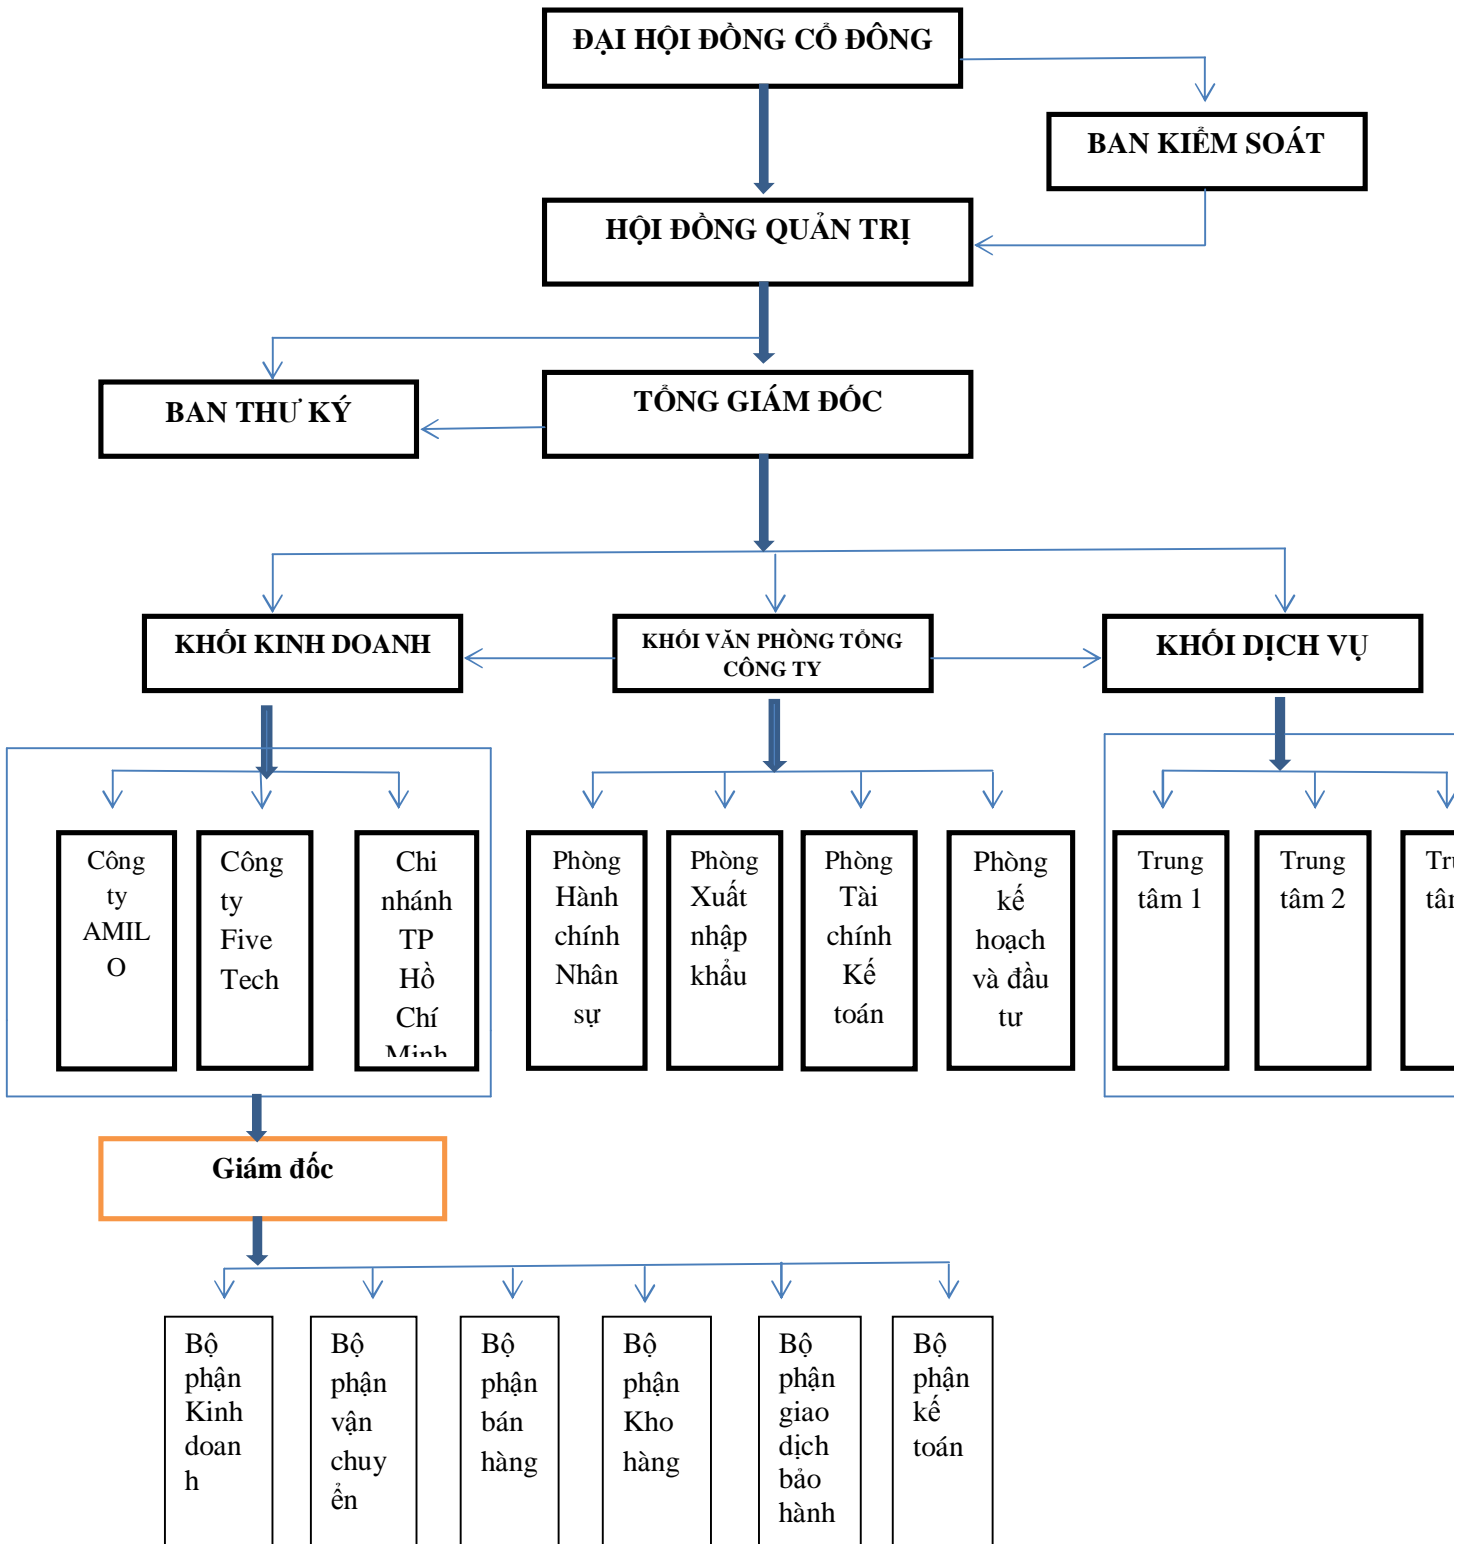 ĐẠI HỘI ĐỒNG CỔ ĐÔNG
BAN KIỂM SOÁT
HỘI ĐỒNG QUẢN TRỊ
BAN THƯ KÝ
TỔNG GIÁM ĐỐC
KHỐI KINH DOANH
KHỐI VĂN PHÒNG TỔNG
CÔNG TY
KHỐI DỊCH VỤ
Công
ty
AMIL
O
Công
ty
Five
Tech
Chi
nhánh
TP
Hồ
Chí
Minh
Phòng
Hành
chính
Nhân
sự
Phòng
Xuất
nhập
khẩu
Phòng
Tài
chính
Kế
toán
Phòng
kế
hoạch
và đầu
tư
Trung
tâm 1
Trung
tâm 2
Giám đốc
Bộ
phận
Kinh
doan
h
Bộ
phận
vận
chuy
ển
Bộ
phận
bán
hàng
Bộ
phận
Kho
hàng
Bộ
phận
giao
dịch
bảo
hành
Bộ
phận
kế
toán